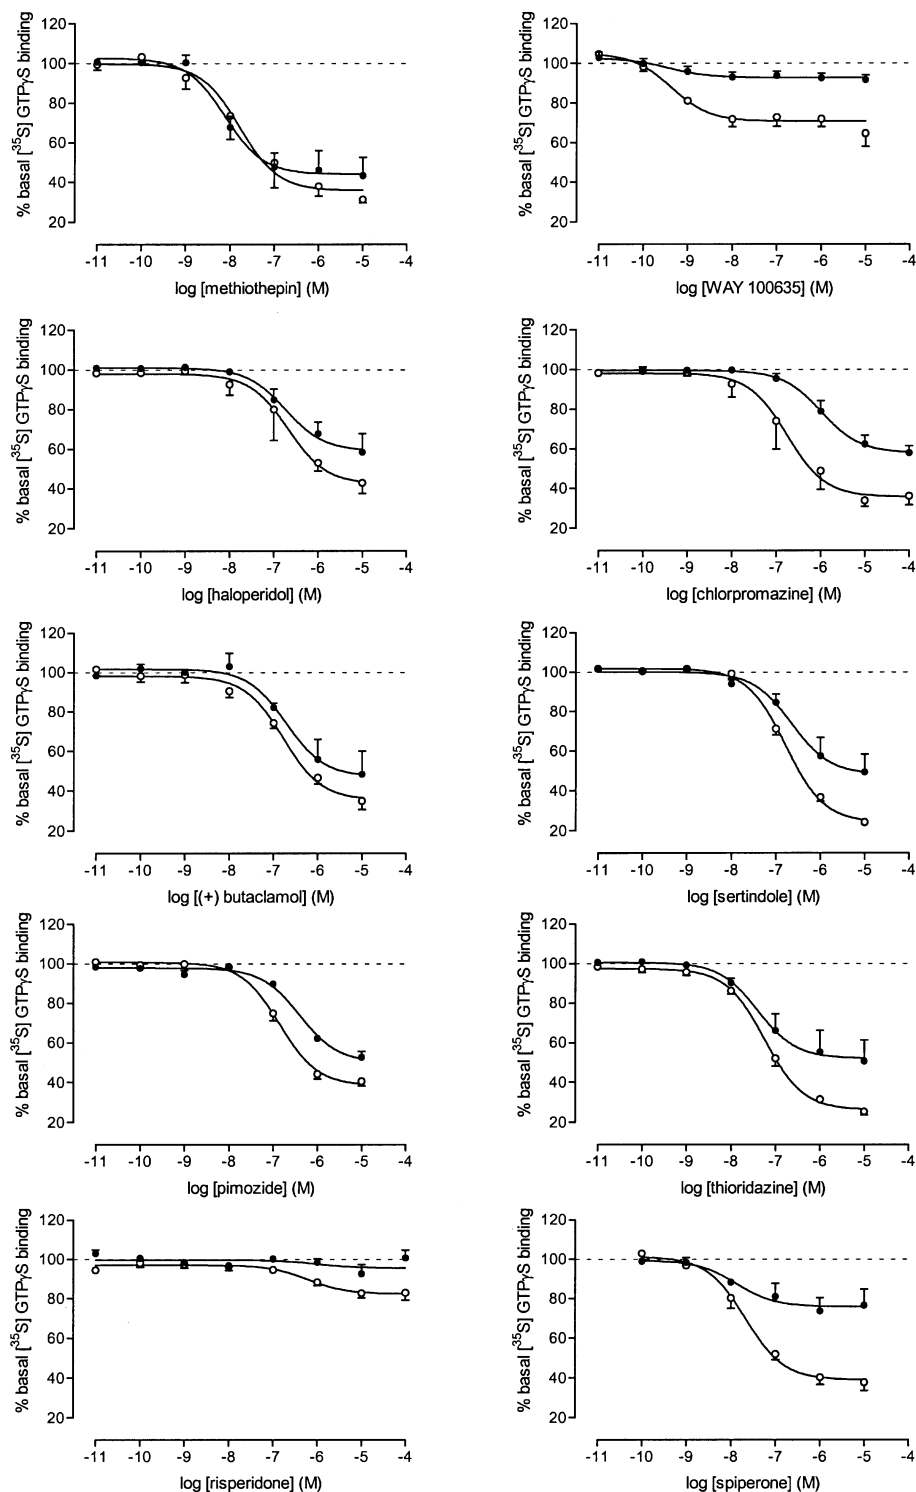 120
100
80
60
40
20
% basal [³⁵S] GTPγS binding
-11 -10 -9 -8 -7 -6 -5 -4
log [methiothepin] (M)
120
100
80
60
40
20
% basal [³⁵S] GTPγS binding
-11 -10 -9 -8 -7 -6 -5 -4
log [WAY 100635] (M)
120
100
80
60
40
20
% basal [³⁵S] GTPγS binding
-11 -10 -9 -8 -7 -6 -5 -4
log [haloperidol] (M)
120
100
80
60
40
20
% basal [³⁵S] GTPγS binding
-11 -10 -9 -8 -7 -6 -5 -4
log [chlorpromazine] (M)
120
100
80
60
40
20
% basal [³⁵S] GTPγS binding
-11 -10 -9 -8 -7 -6 -5 -4
log [(+) butaclamol] (M)
120
100
80
60
40
20
% basal [³⁵S] GTPγS binding
-11 -10 -9 -8 -7 -6 -5 -4
log [sertindole] (M)
120
100
80
60
40
20
% basal [³⁵S] GTPγS binding
-11 -10 -9 -8 -7 -6 -5 -4
log [pimozide] (M)
120
100
80
60
40
20
% basal [³⁵S] GTPγS binding
-11 -10 -9 -8 -7 -6 -5 -4
log [thioridazine] (M)
120
100
80
60
40
20
% basal [³⁵S] GTPγS binding
-11 -10 -9 -8 -7 -6 -5 -4
log [risperidone] (M)
120
100
80
60
40
20
% basal [³⁵S] GTPγS binding
-11 -10 -9 -8 -7 -6 -5 -4
log [spiperone] (M)